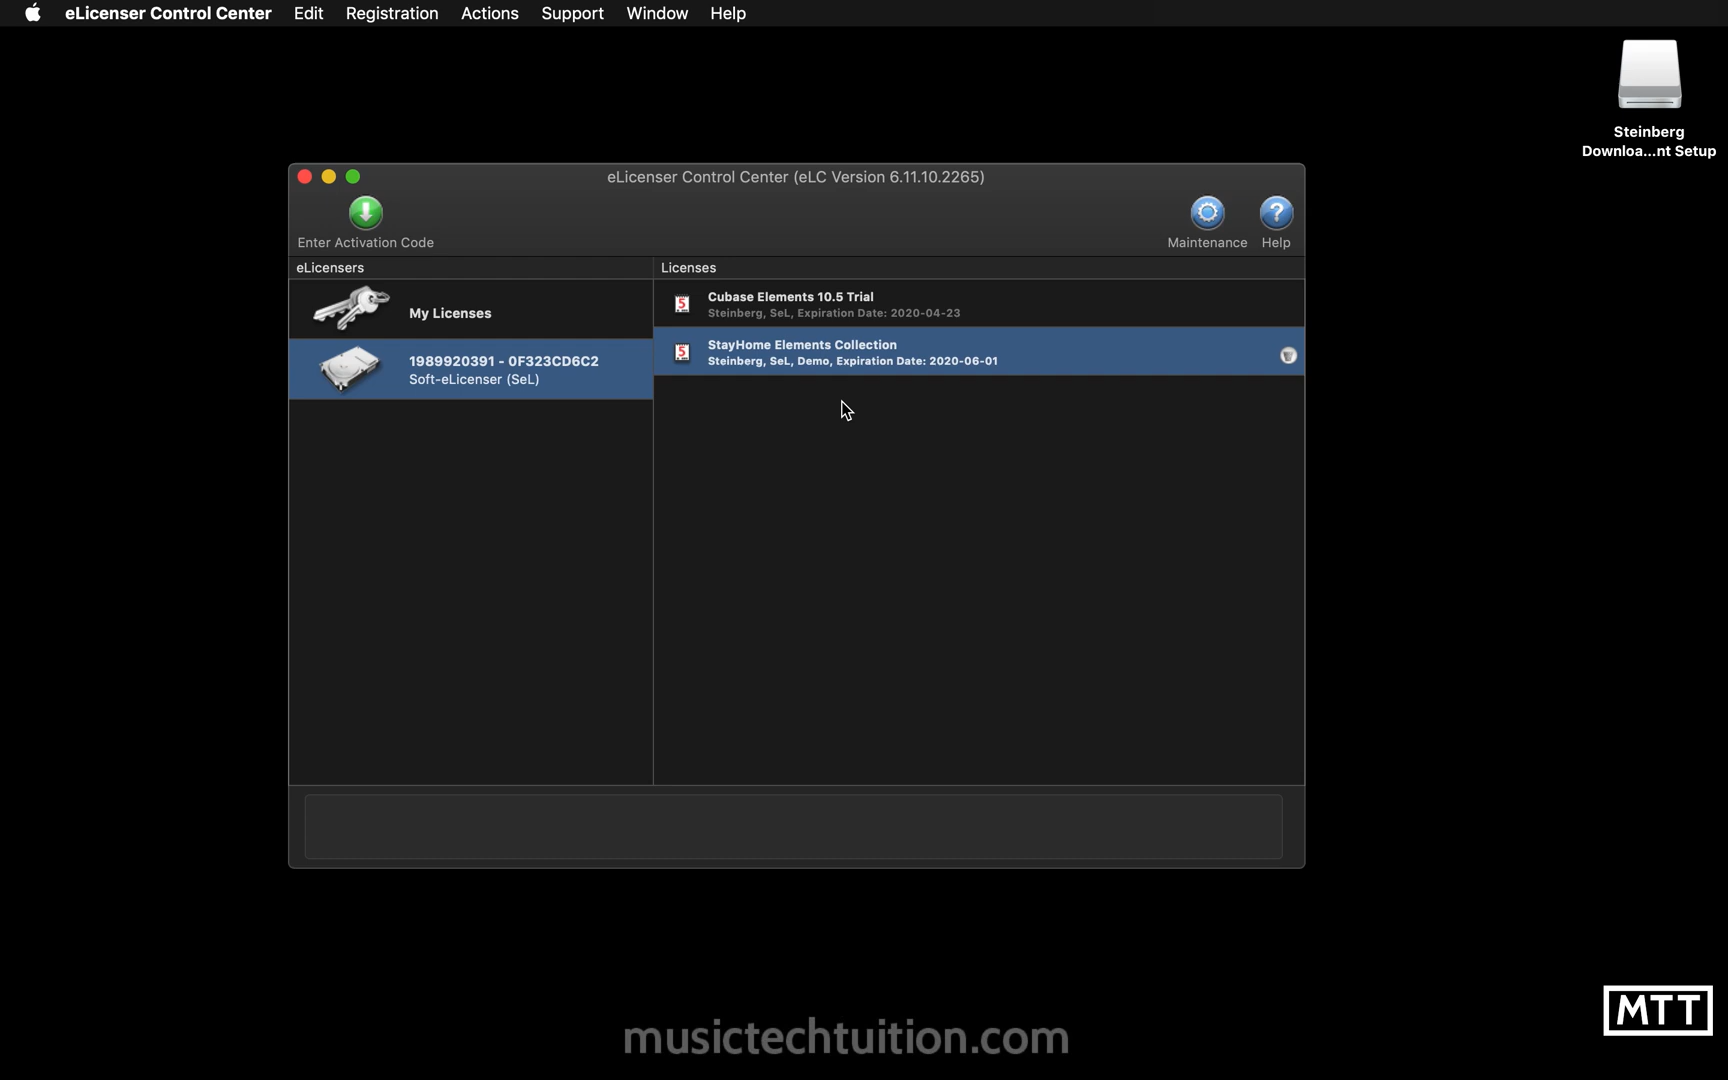 eLicenser Control Center Edit Registration Actions Support Window Help
Steinberg
Downloa...nt Setup
eLicenser Control Center (eLC Version 6.11.10.2265)
Enter Activation Code
Maintenance
Help
eLicensers
Licenses
My Licenses
1989920391 - 0F323CD6C2
Soft-eLicenser (SeL)
5
Cubase Elements 10.5 Trial
Steinberg, SeL, Expiration Date: 2020-04-23
5
StayHome Elements Collection
Steinberg, SeL, Demo, Expiration Date: 2020-06-01
MTT
musictechtuition.com